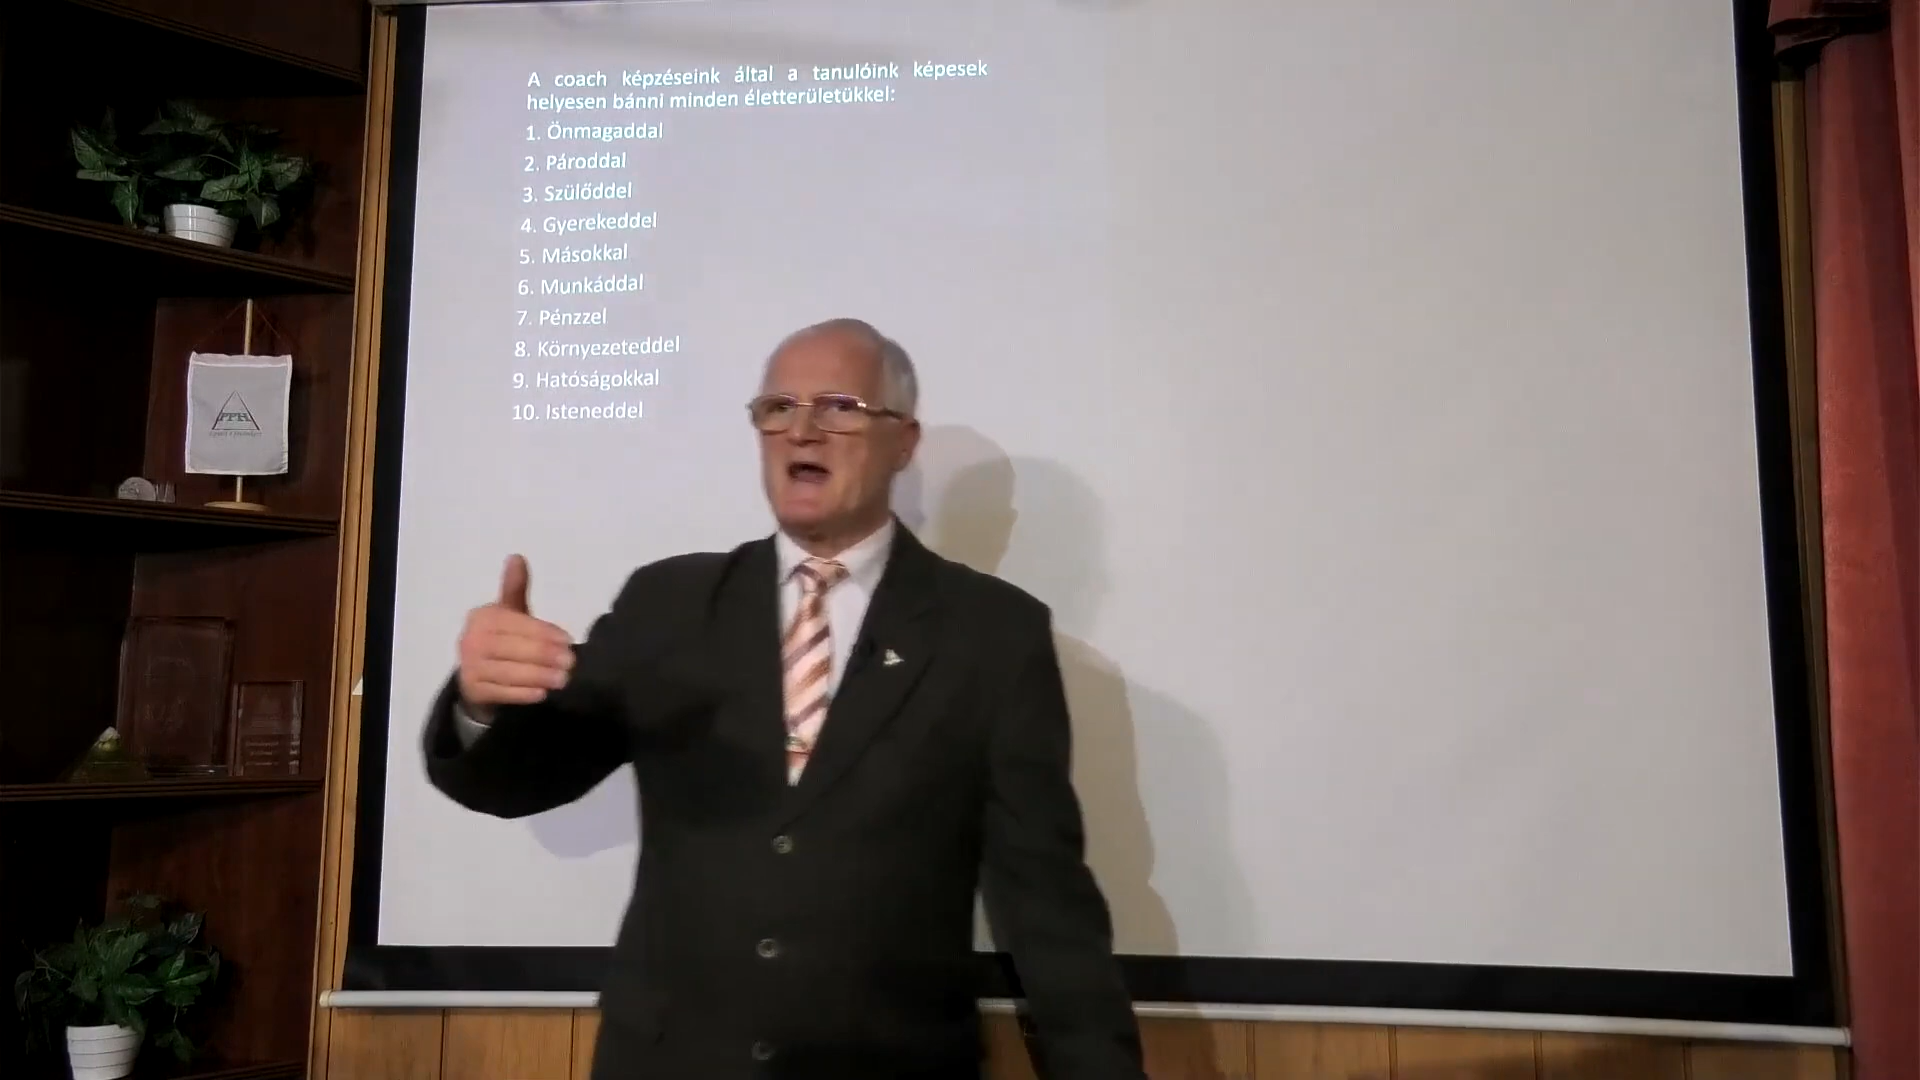 A coach képzéseink által a tanulóink képesek
helyesen bánni minden életterületükkel:
1. Önmagaddal
2. Pároddal
3. Szülőddel
4. Gyerekeddel
5. Másokkal
6. Munkáddal
7. Pénzzel
8. Környezeteddel
9. Hatóságokkal
10. Isteneddel
PPH